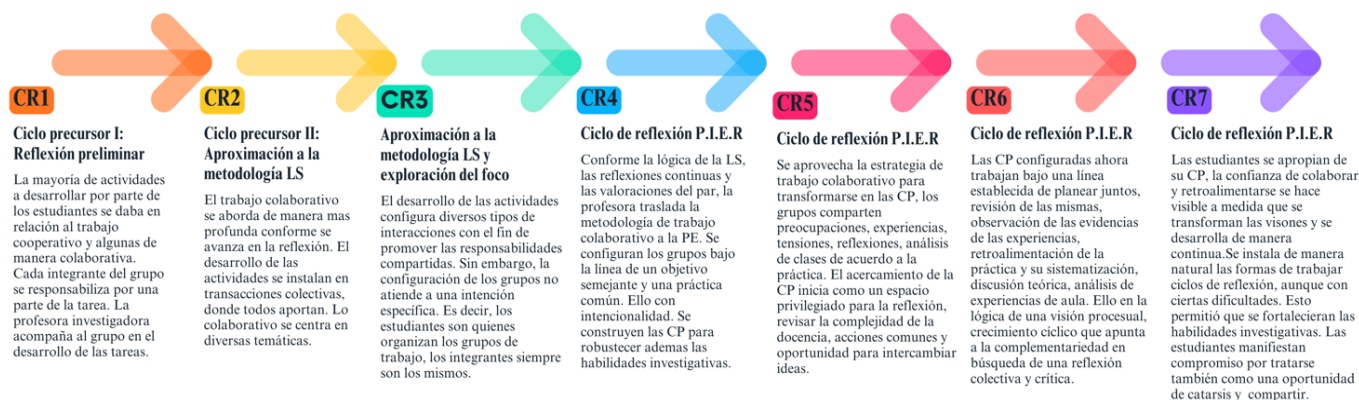 CR1
Ciclo precursor I:
Reflexión preliminar
La mayoría de actividades
a desarrollar por parte de
los estudiantes se daba en
relación al trabajo
cooperativo y algunas de
manera colaborativa.
Cada integrante del grupo
se responsabiliza por una
parte de la tarea. La
profesora investigadora
acompaña al grupo en el
desarrollo de las tareas.
CR2
Ciclo precursor II:
Aproximación a la
metodología LS
El trabajo colaborativo
se aborda de manera mas
profunda conforme se
avanza en la reflexión. El
desarrollo de las
actividades se instalan en
transacciones colectivas,
donde todos aportan. Lo
colaborativo se centra en
diversas temáticas.
CR3
Aproximación a la
metodología LS y
exploración del foco
El desarrollo de las actividades
configura diversos tipos de
interacciones con el fin de
promover las responsabilidades
compartidas. Sin embargo, la
configuración de los grupos no
atiende a una intención
específica. Es decir, los
estudiantes son quienes
organizan los grupos de
trabajo, los integrantes siempre
son los mismos.
CR4
Ciclo de reflexión P.I.E.R
Conforme la lógica de la LS,
las reflexiones continuas y
las valoraciones del par, la
profesora traslada la
metodología de trabajo
colaborativo a la PE. Se
configuran los grupos bajo
la línea de un objetivo
semejante y una práctica
común. Ello con
intencionalidad. Se
construyen las CP para
robustecer ademas las
habilidades investigativas.
CR5
Ciclo de reflexión P.I.E.R
Se aprovecha la estrategia de
trabajo colaborativo para
transformarse en las CP, los
grupos comparten
preocupaciones, experiencias,
tensiones, reflexiones, análisis
de clases de acuerdo a la
práctica. El acercamiento de la
CP inicia como un espacio
privilegiado para la reflexión,
revisar la complejidad de la
docencia, acciones comunes y
oportunidad para intercambiar
ideas.
CR6
Ciclo de reflexión P.I.E.R
Las CP configuradas ahora
trabajan bajo una línea
establecida de planear juntos,
revisión de las mismas,
observación de las evidencias
de las experiencias,
retroalimentación de la
práctica y su sistematización,
discusión teórica, análisis de
experiencias de aula. Ello en la
lógica de una visión procesual,
crecimiento cíclico que apunta
a la complementariedad en
búsqueda de una reflexión
colectiva y crítica.
CR7
Ciclo de reflexión P.I.E.R
Las estudiantes se apropian de
su CP, la confianza de colaborar
y retroalimentarse se hace
visible a medida que se
transforman las visones y se
desarrolla de manera
continua.Se instala de manera
natural las formas de trabajar
ciclos de reflexión, aunque con
ciertas dificultades. Esto
permitió que se fortalecieran las
habilidades investigativas. Las
estudiantes manifiestan
compromiso por tratarse
también como una oportunidad
de catarsis y compartir.